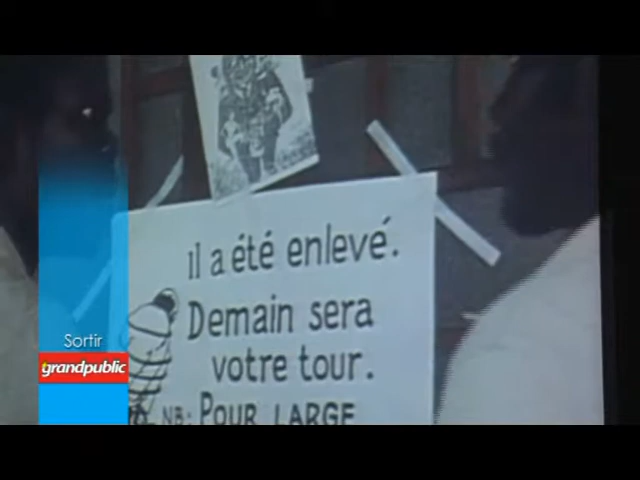 il a été enlevé.
Demain sera
votre tour.
NB: POUR LARGE
Sortir
grandpublic